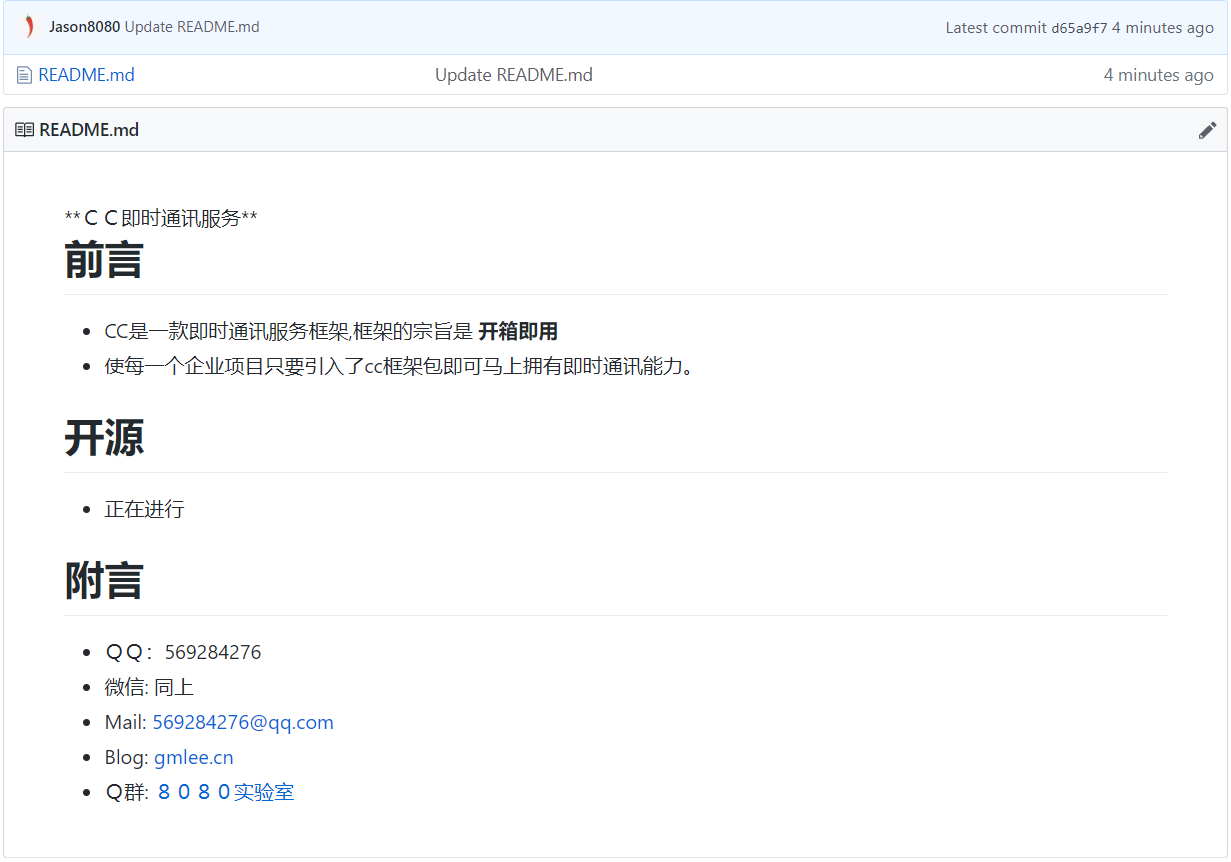 Jason8080 Update README.md Latest commit d65a9f7 4 minutes ago
README.md Update README.md 4 minutes ago
README.md
**ＣＣ即时通讯服务**
前言
CC是一款即时通讯服务框架,框架的宗旨是 开箱即用
使每一个企业项目只要引入了cc框架包即可马上拥有即时通讯能力。
开源
正在进行
附言
ＱＱ：569284276
微信: 同上
Mail: 569284276@qq.com
Blog: gmlee.cn
Ｑ群: ８０８０实验室